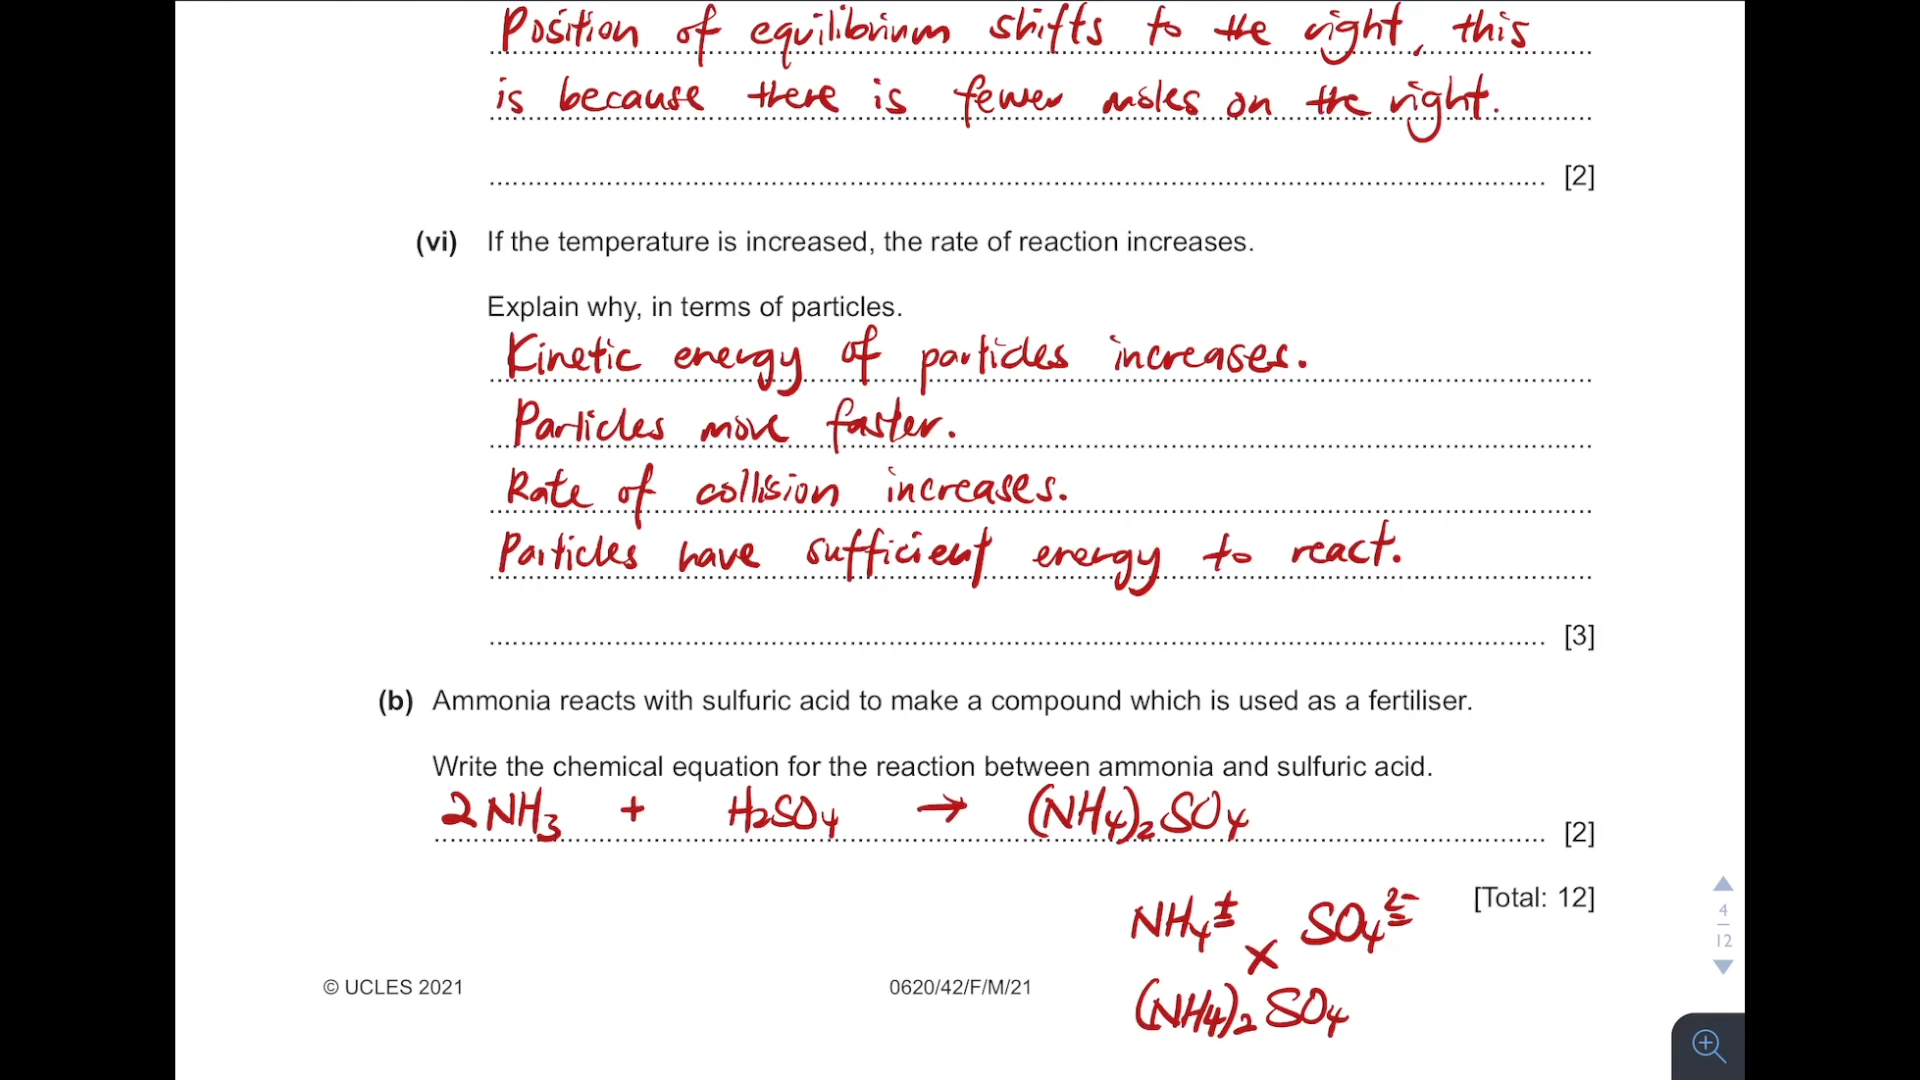 Position of equilibrium shifts to the right, this
is because there is fewer moles on the right.
[2]
(vi) If the temperature is increased, the rate of reaction increases.
Explain why, in terms of particles.
Kinetic energy of particles increases.
Particles move faster.
Rate of collision increases.
Particles have sufficient energy to react.
[3]
(b) Ammonia reacts with sulfuric acid to make a compound which is used as a fertiliser.
Write the chemical equation for the reaction between ammonia and sulfuric acid.
2NH₃ + H₂SO₄ → (NH₄)₂SO₄ [2]
[Total: 12]
NH₄⁺ × SO₄²⁻
(NH₄)₂SO₄
© UCLES 2021 0620/42/F/M/21
4
12